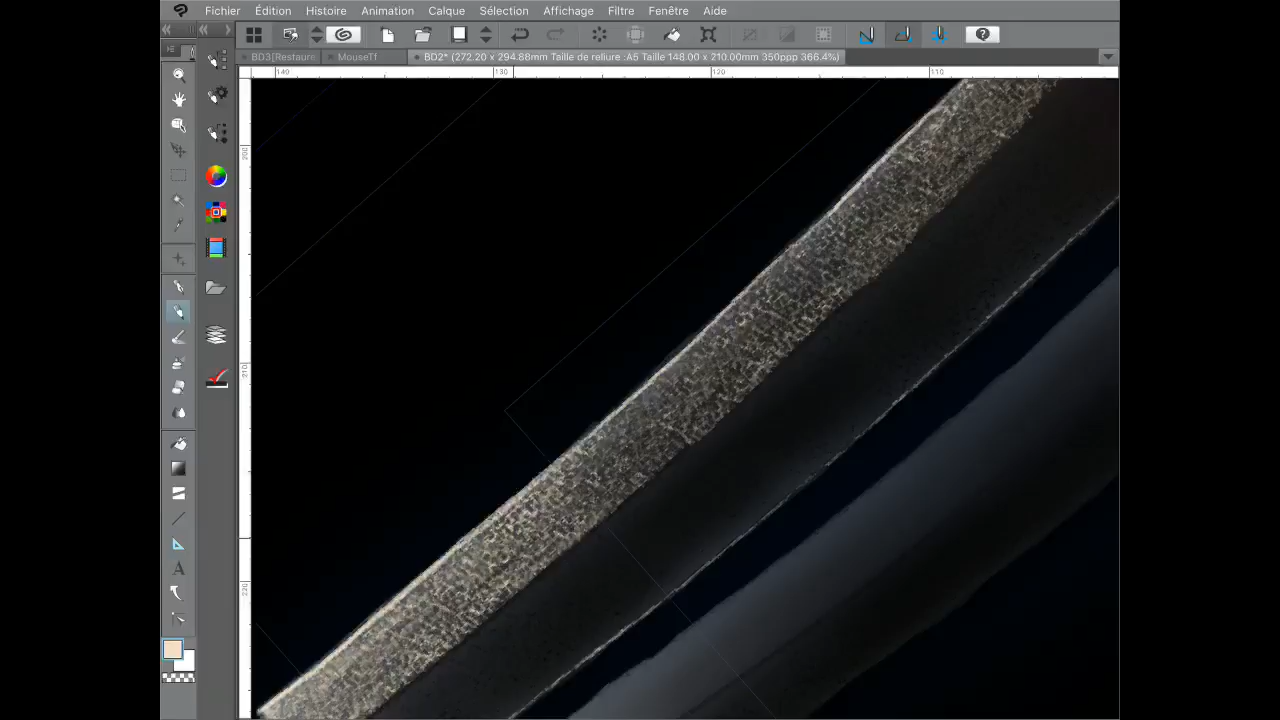 Fichier Édition Histoire Animation Calque Sélection Affichage Filtre Fenêtre Aide
BD3[Restaure MouseTf BD2* (272.20 x 294.88mm Taille de reliure :A5 Taille 148.00 x 210.00mm 350ppp 366.4%)
140 130 120 110
200
210
220